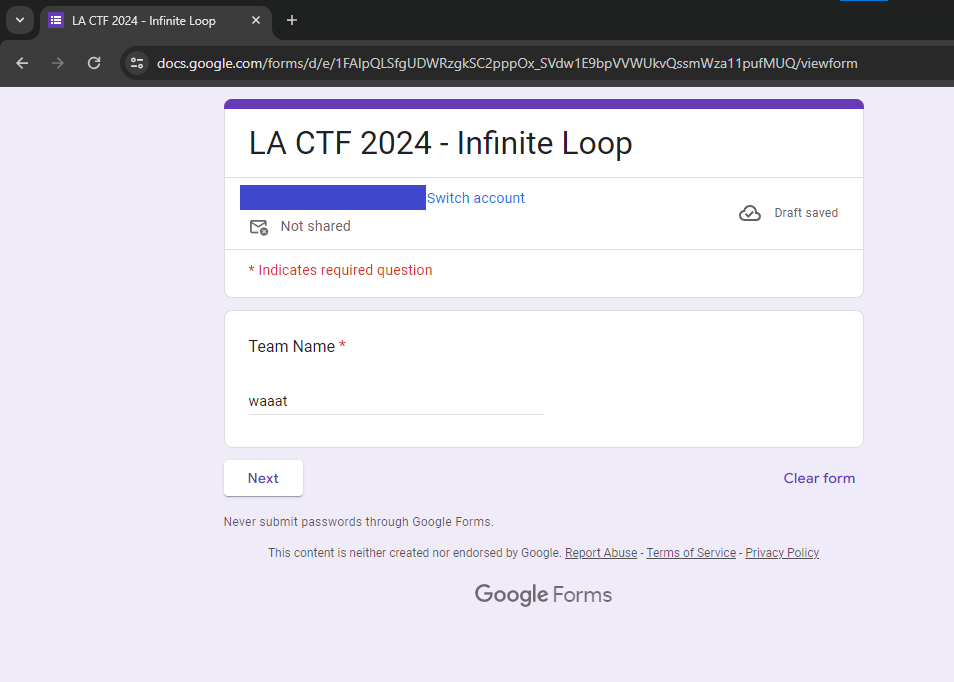 LA CTF 2024 - Infinite Loop
docs.google.com/forms/d/e/1FAIpQLSfgUDWRzgkSC2pppOx_SVdw1E9bpVVWUkvQssmWza11pufMUQ/viewform
LA CTF 2024 - Infinite Loop
Switch account
Draft saved
Not shared
* Indicates required question
Team Name *
waaat
Next
Clear form
Never submit passwords through Google Forms.
This content is neither created nor endorsed by Google. Report Abuse - Terms of Service - Privacy Policy
Google Forms